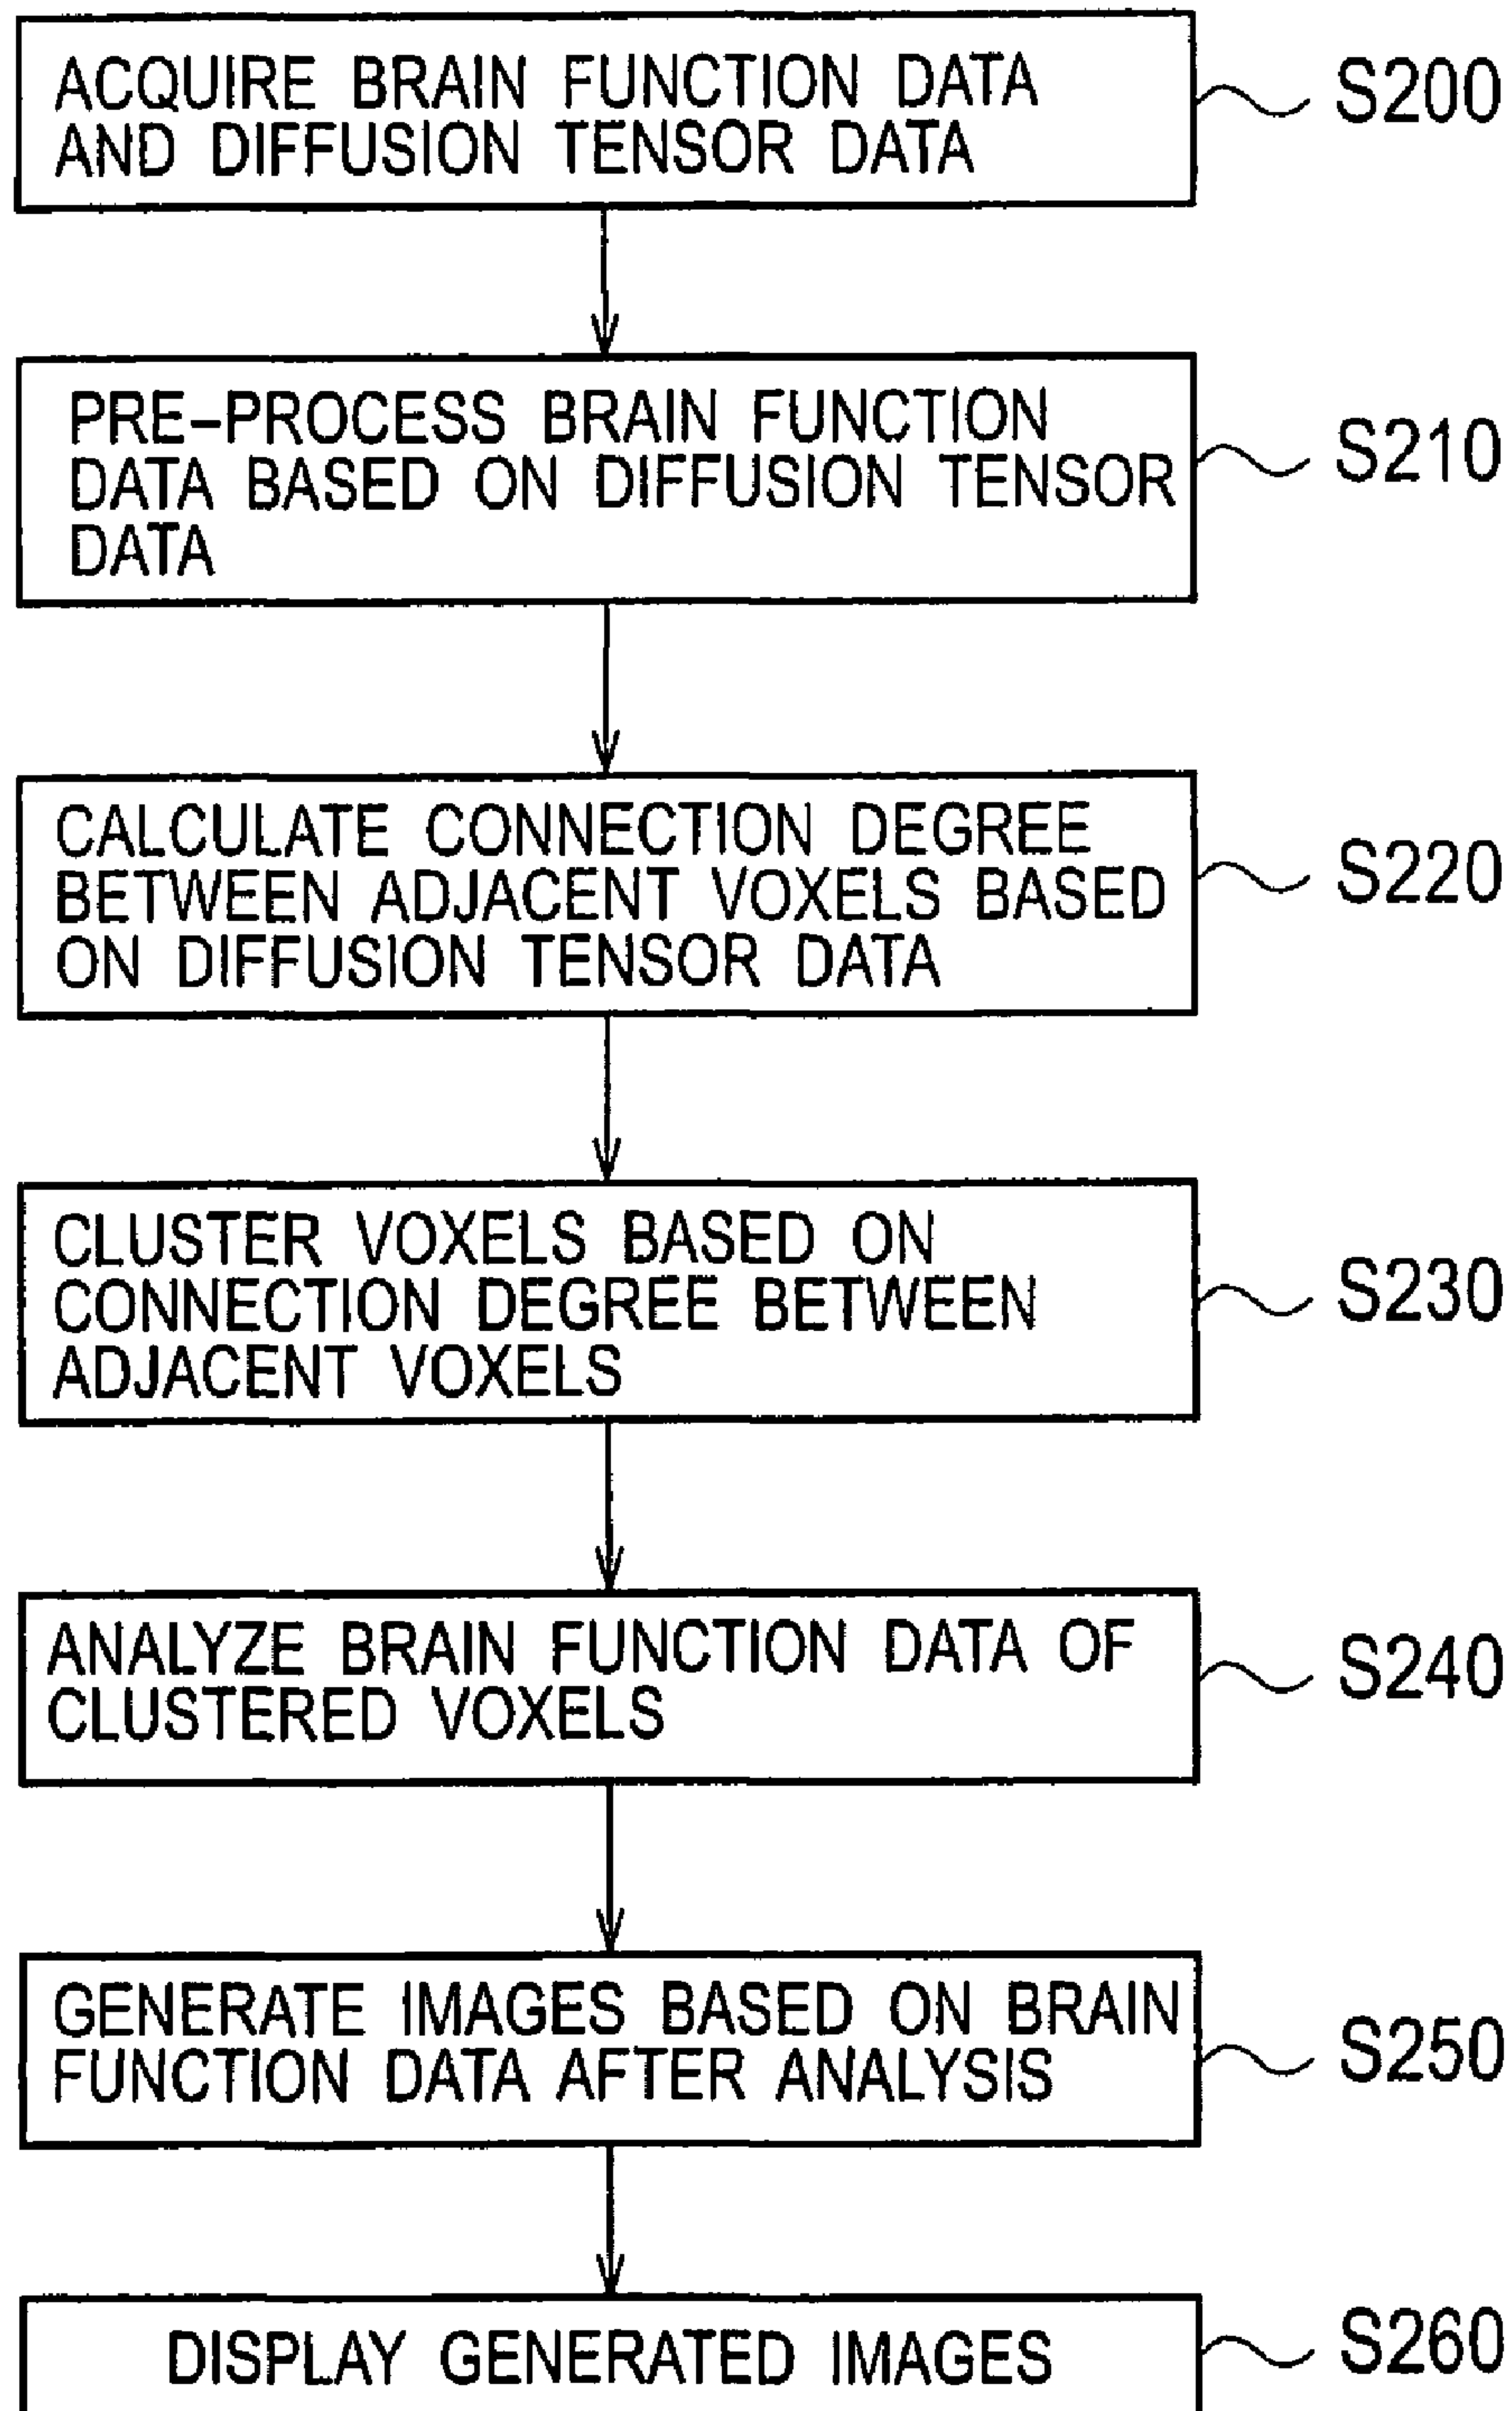 ACQUIRE BRAIN FUNCTION DATA
AND DIFFUSION TENSOR DATA
S200
PRE-PROCESS BRAIN FUNCTION
DATA BASED ON DIFFUSION TENSOR
DATA
S210
CALCULATE CONNECTION DEGREE
BETWEEN ADJACENT VOXELS BASED
ON DIFFUSION TENSOR DATA
S220
CLUSTER VOXELS BASED ON
CONNECTION DEGREE BETWEEN
ADJACENT VOXELS
S230
ANALYZE BRAIN FUNCTION DATA OF
CLUSTERED VOXELS
S240
GENERATE IMAGES BASED ON BRAIN
FUNCTION DATA AFTER ANALYSIS
S250
DISPLAY GENERATED IMAGES
S260